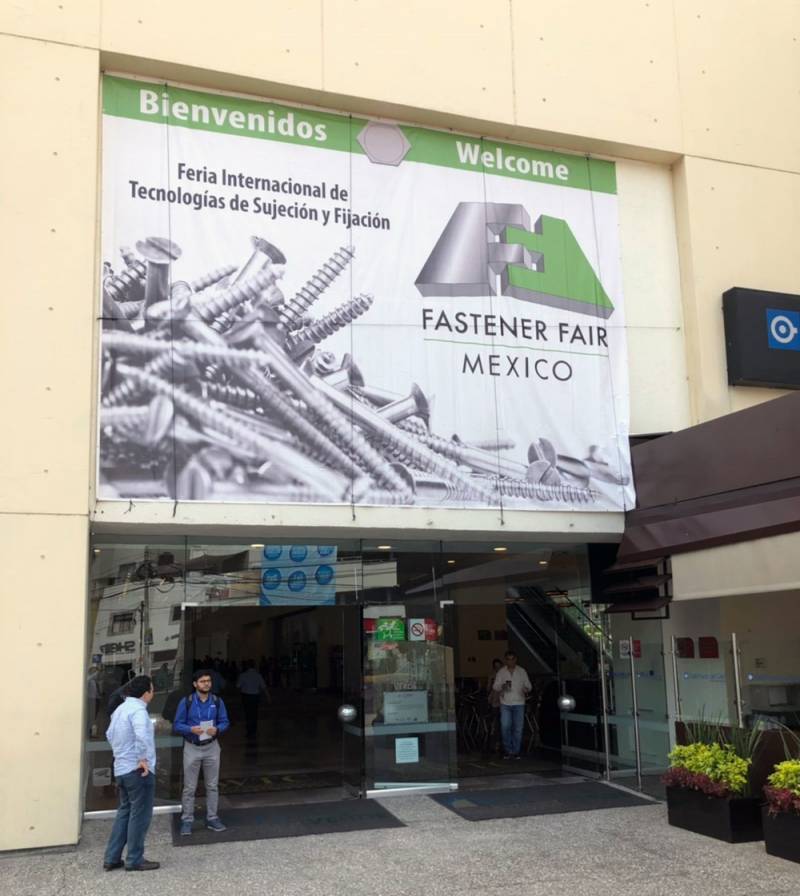 Bienvenidos
Welcome
Feria Internacional de
Tecnologías de Sujeción y Fijación
FASTENER FAIR
MEXICO